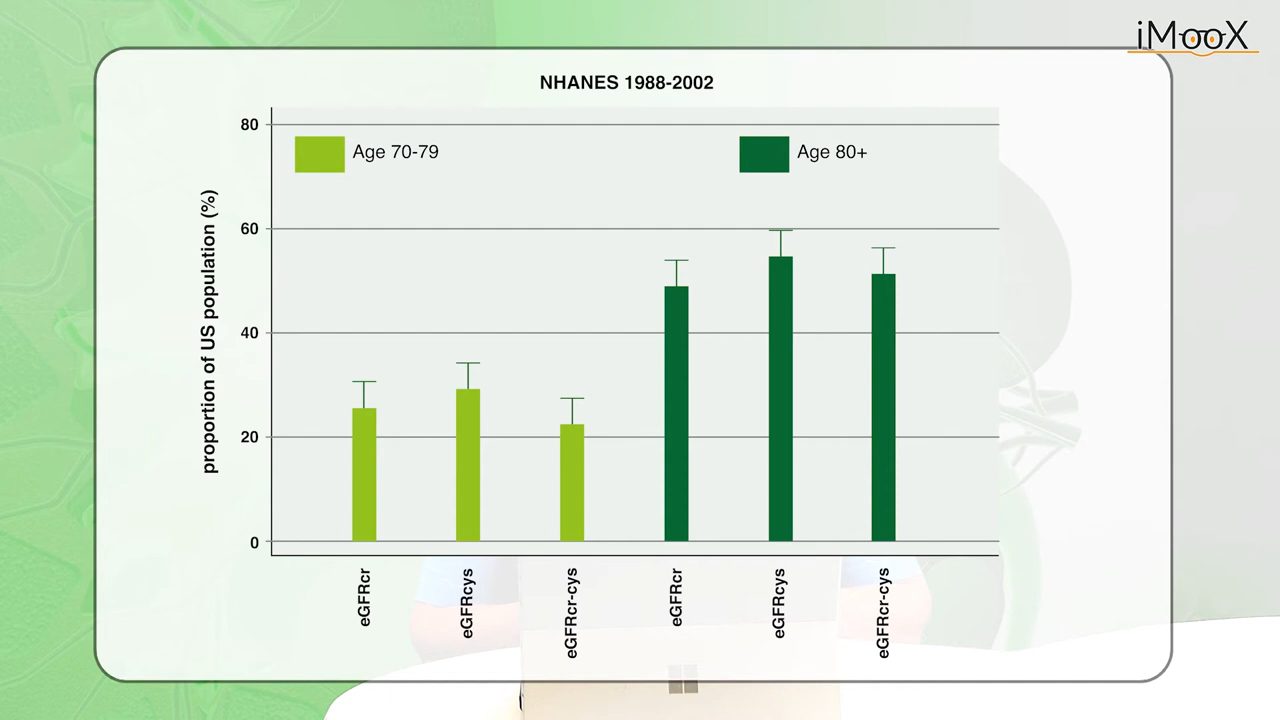 iMooX
NHANES 1988-2002
Age 70-79
Age 80+
proportion of US population (%)
80
60
40
20
0
eGFRcr
eGFRcys
eGFRcr-cys
eGFRcr
eGFRcys
eGFRcr-cys